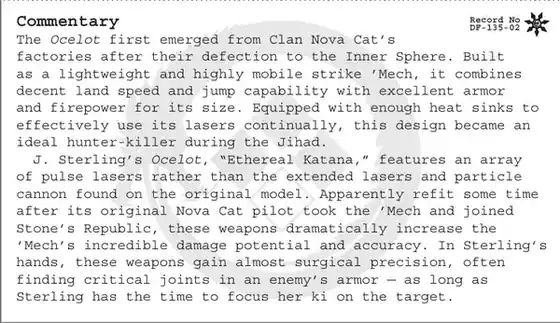 Commentary
Record No
DF-135-02
The Ocelot first emerged from Clan Nova Cat's
factories after their defection to the Inner Sphere. Built
as a lightweight and highly mobile strike 'Mech, it combines
decent land speed and jump capability with excellent armor
and firepower for its size. Equipped with enough heat sinks to
effectively use its lasers continually, this design became an
ideal hunter-killer during the Jihad.
J. Sterling's Ocelot, "Ethereal Katana," features an array
of pulse lasers rather than the extended lasers and particle
cannon found on the original model. Apparently refit some time
after its original Nova Cat pilot took the 'Mech and joined
Stone's Republic, these weapons dramatically increase the
'Mech's incredible damage potential and accuracy. In Sterling's
hands, these weapons gain almost surgical precision, often
finding critical joints in an enemy's armor — as long as
Sterling has the time to focus her ki on the target.